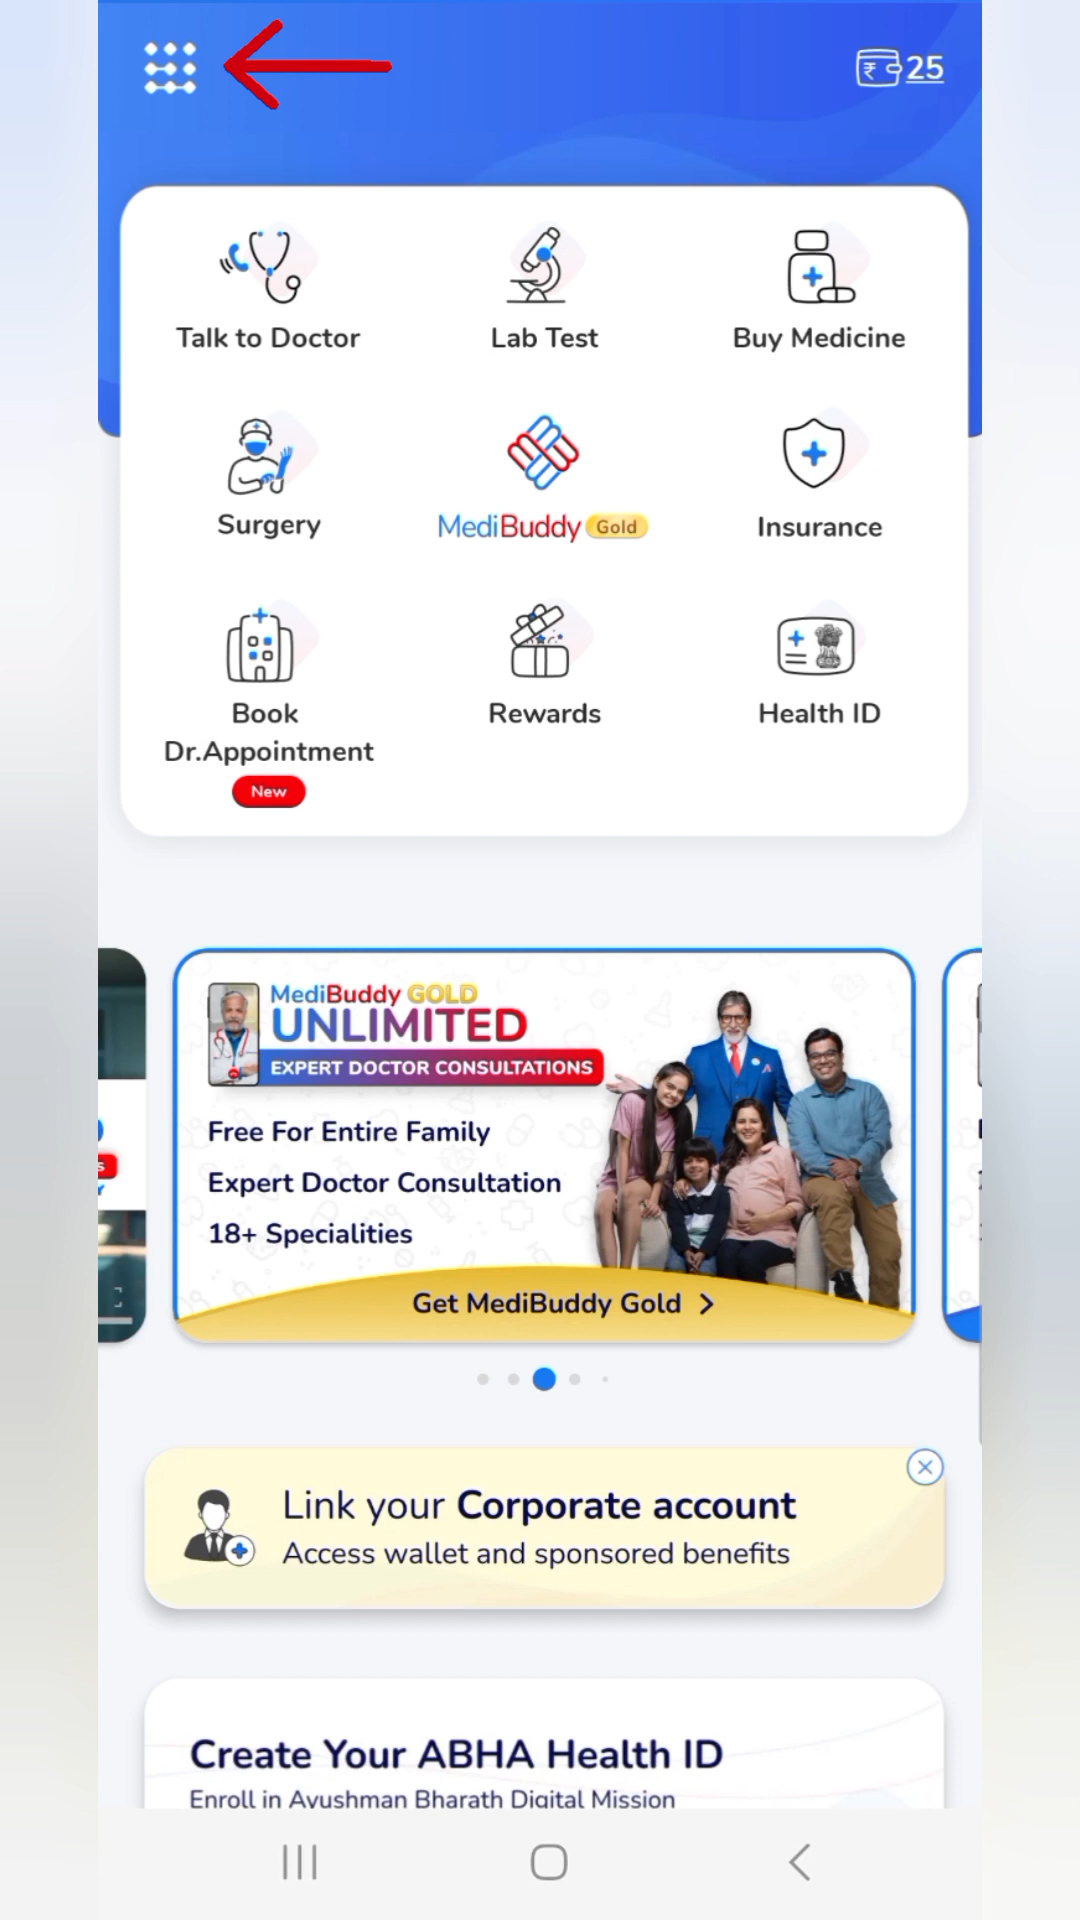 25
Talk to Doctor
Lab Test
Buy Medicine
Surgery
MediBuddy Gold
Insurance
Book
Dr.Appointment
New
Rewards
Health ID
MediBuddy GOLD
UNLIMITED
EXPERT DOCTOR CONSULTATIONS
Free For Entire Family
Expert Doctor Consultation
18+ Specialities
Get MediBuddy Gold
Link your Corporate account
Access wallet and sponsored benefits
Create Your ABHA Health ID
Enroll in Ayushman Bharath Digital Mission